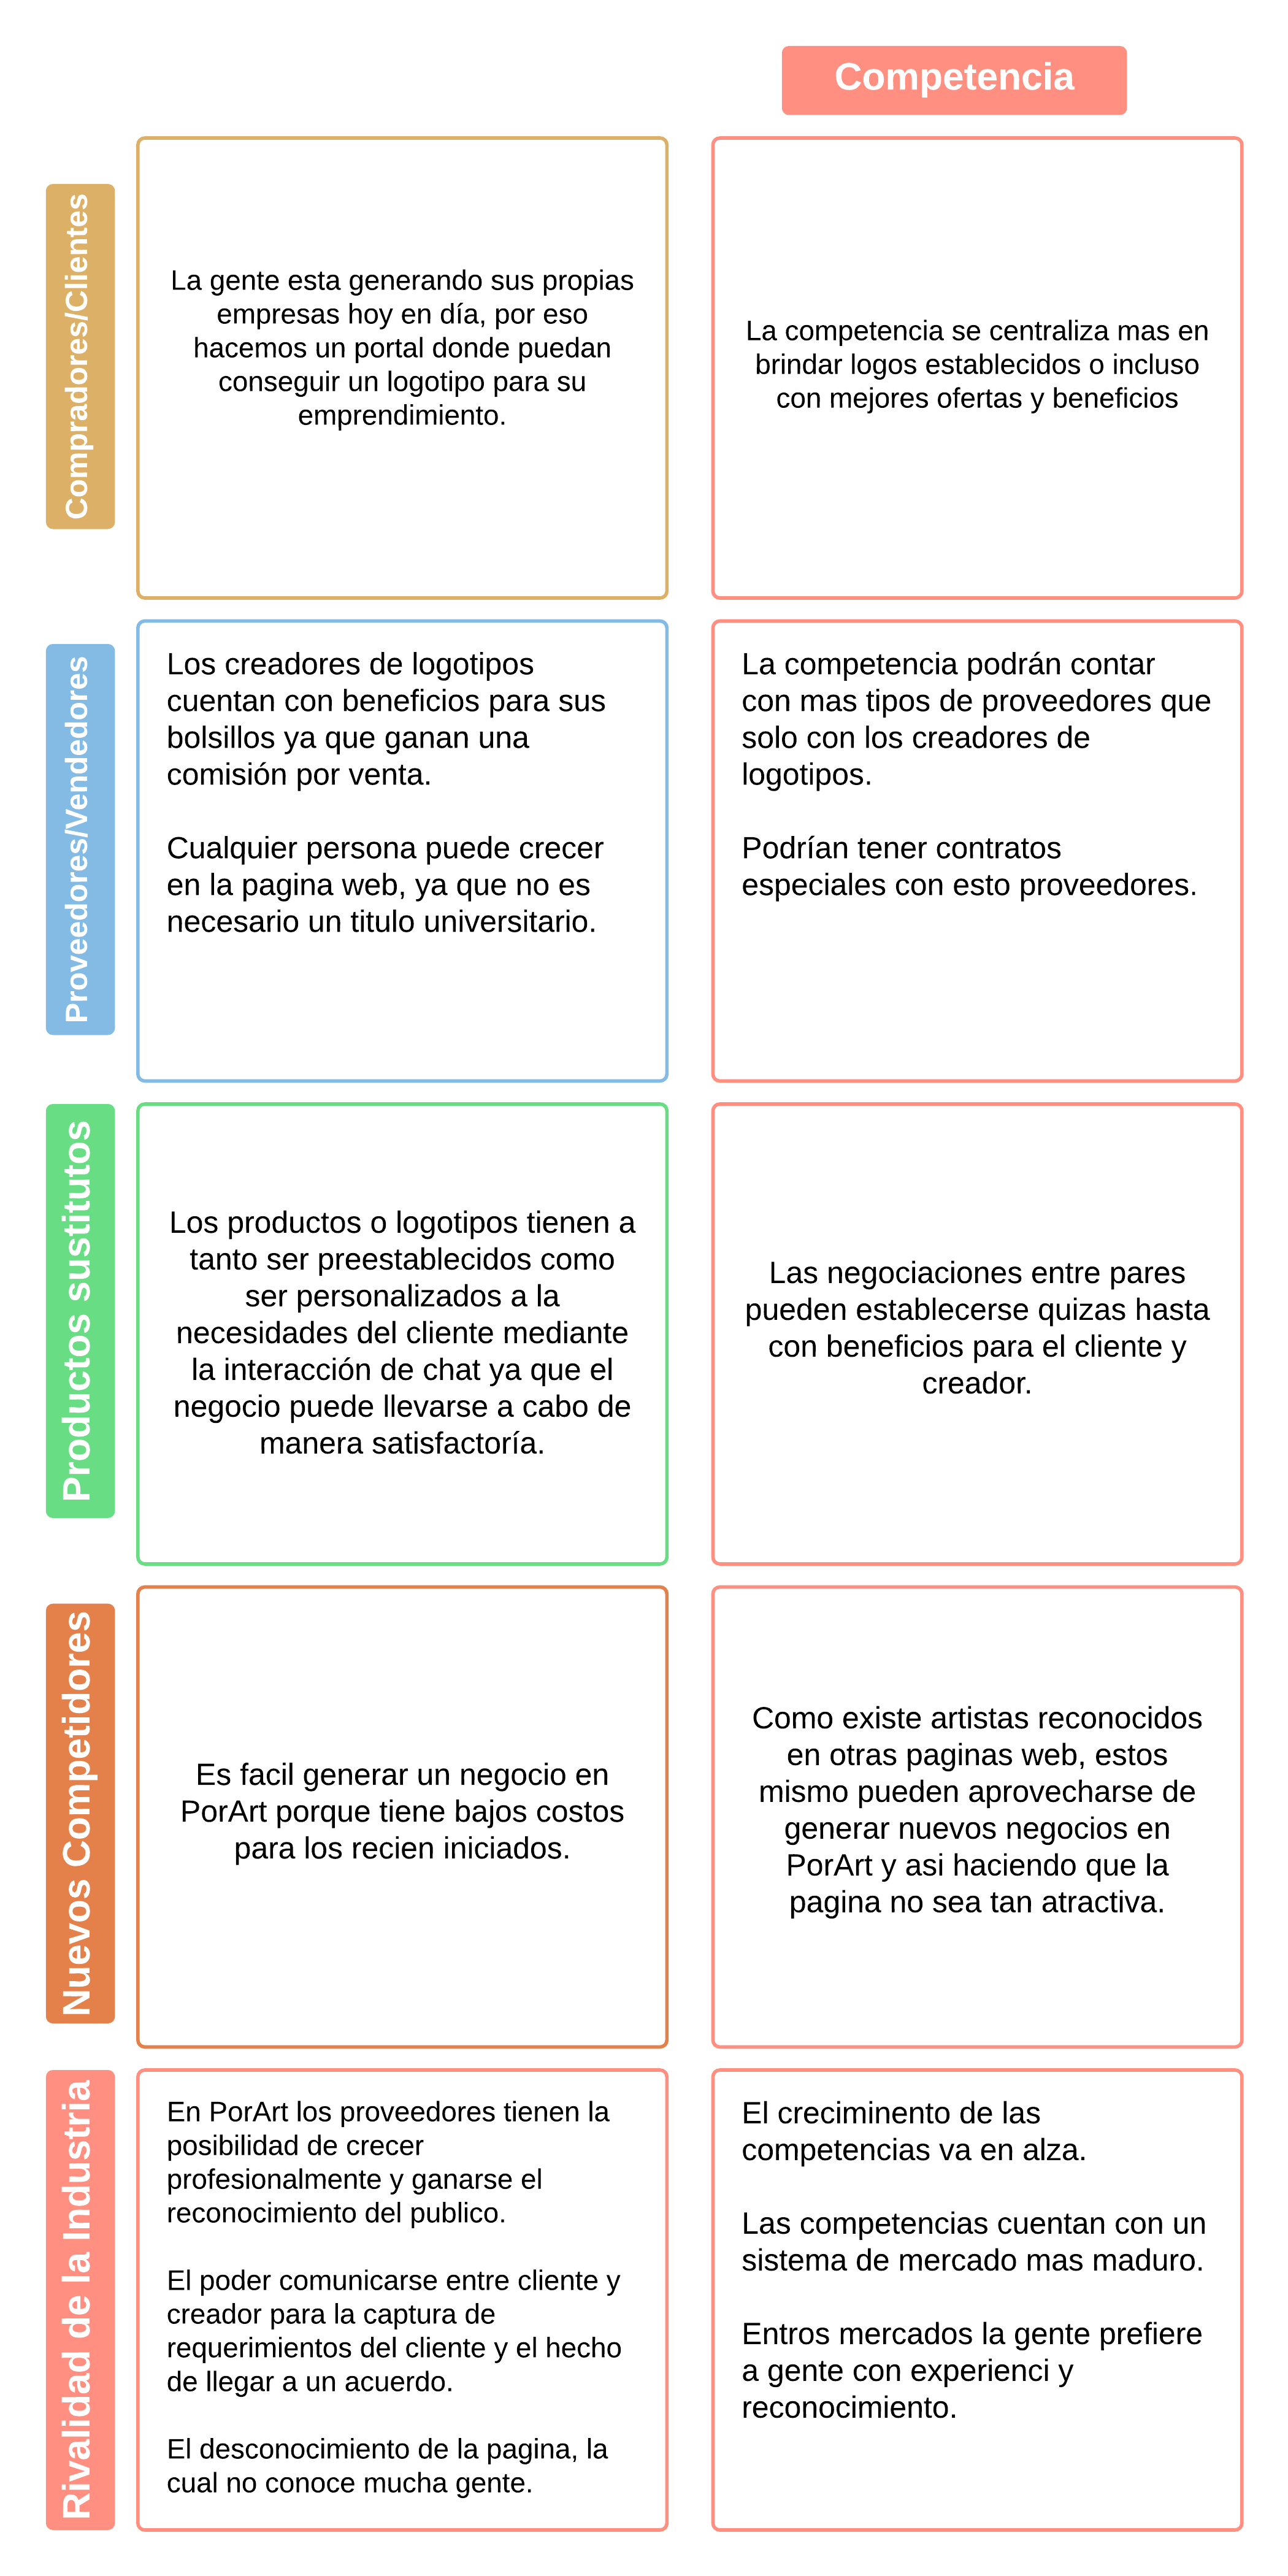 Competencia
Compradores/Clientes
La gente esta generando sus propias
empresas hoy en día, por eso
hacemos un portal donde puedan
conseguir un logotipo para su
emprendimiento.
La competencia se centraliza mas en
brindar logos establecidos o incluso
con mejores ofertas y beneficios
Proveedores/Vendedores
Los creadores de logotipos
cuentan con beneficios para sus
bolsillos ya que ganan una
comisión por venta.
Cualquier persona puede crecer
en la pagina web, ya que no es
necesario un titulo universitario.
La competencia podrán contar
con mas tipos de proveedores que
solo con los creadores de
logotipos.
Podrían tener contratos
especiales con esto proveedores.
Productos sustitutos
Los productos o logotipos tienen a
tanto ser preestablecidos como
ser personalizados a la
necesidades del cliente mediante
la interacción de chat ya que el
negocio puede llevarse a cabo de
manera satisfactoría.
Las negociaciones entre pares
pueden establecerse quizas hasta
con beneficios para el cliente y
creador.
Nuevos Competidores
Es facil generar un negocio en
PorArt porque tiene bajos costos
para los recien iniciados.
Como existe artistas reconocidos
en otras paginas web, estos
mismo pueden aprovecharse de
generar nuevos negocios en
PorArt y asi haciendo que la
pagina no sea tan atractiva.
Rivalidad de la Industria
En PorArt los proveedores tienen la
posibilidad de crecer
profesionalmente y ganarse el
reconocimiento del publico.
El poder comunicarse entre cliente y
creador para la captura de
requerimientos del cliente y el hecho
de llegar a un acuerdo.
El desconocimiento de la pagina, la
cual no conoce mucha gente.
El creciminento de las
competencias va en alza.
Las competencias cuentan con un
sistema de mercado mas maduro.
Entros mercados la gente prefiere
a gente con experienci y
reconocimiento.